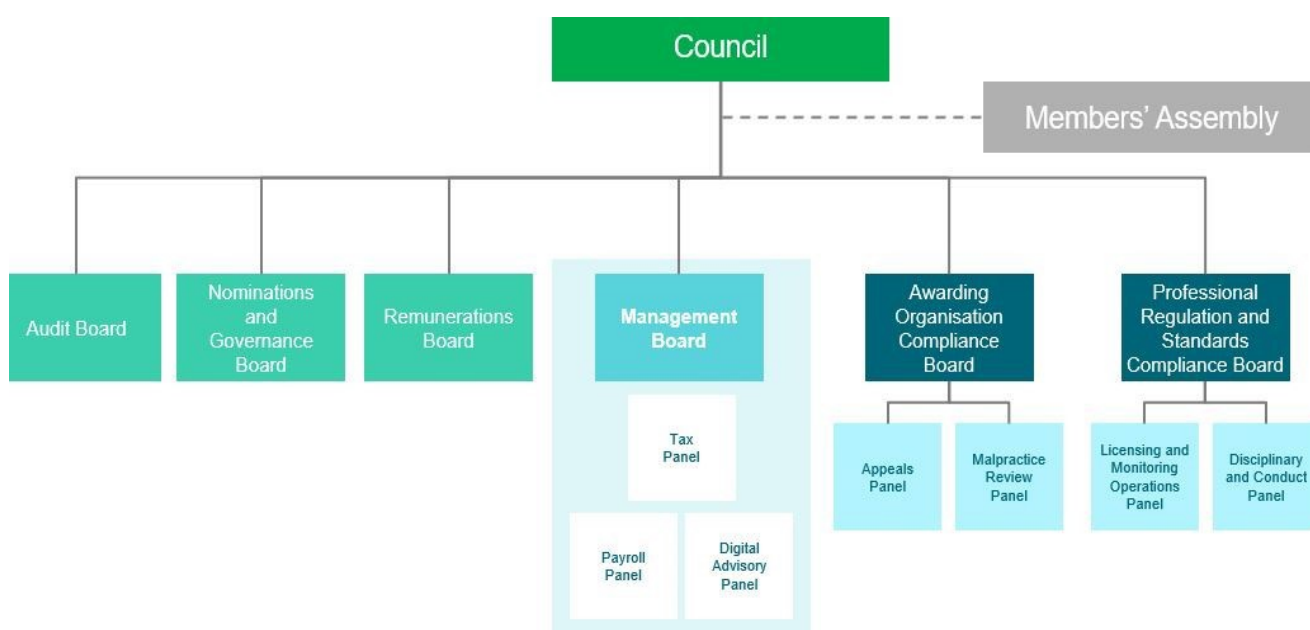 Council
Members’ Assembly
Audit Board
Nominations
and
Governance
Board
Remunerations
Board
Management
Board
Awarding
Organisation
Compliance
Board
Professional
Regulation and
Standards
Compliance Board
Tax
Panel
Payroll
Panel
Digital
Advisory
Panel
Appeals
Panel
Malpractice
Review
Panel
Licensing and
Monitoring
Operations
Panel
Disciplinary
and Conduct
Panel